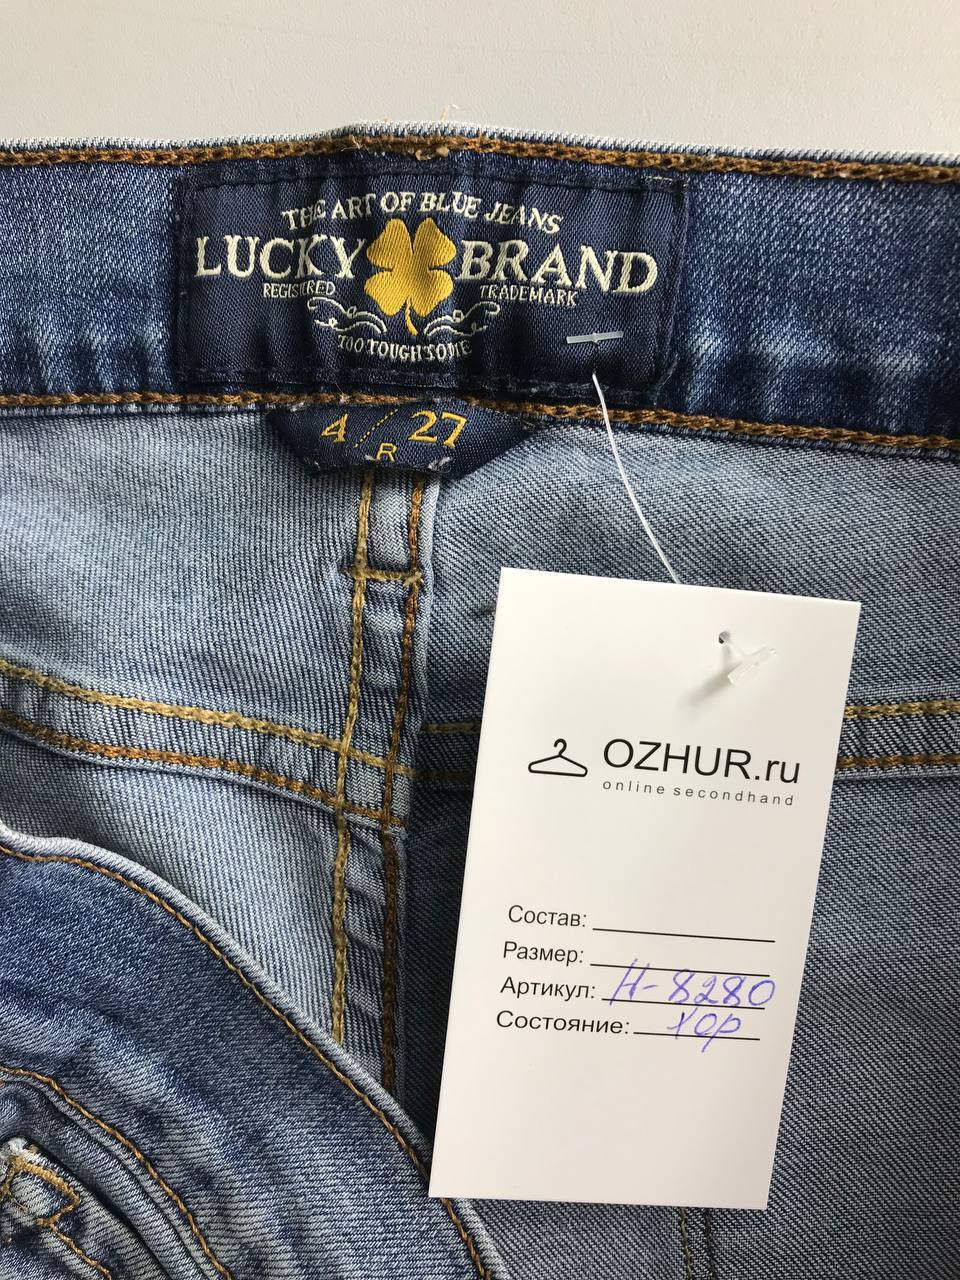 THE ART OF BLUE JEANS
LUCKY BRAND
REGISTERED TRADEMARK
TOO TOUGH TO DIE
4 / 27
R
OZHUR.ru
online secondhand
Состав:
Размер:
Артикул: Н-8280
Состояние: хор